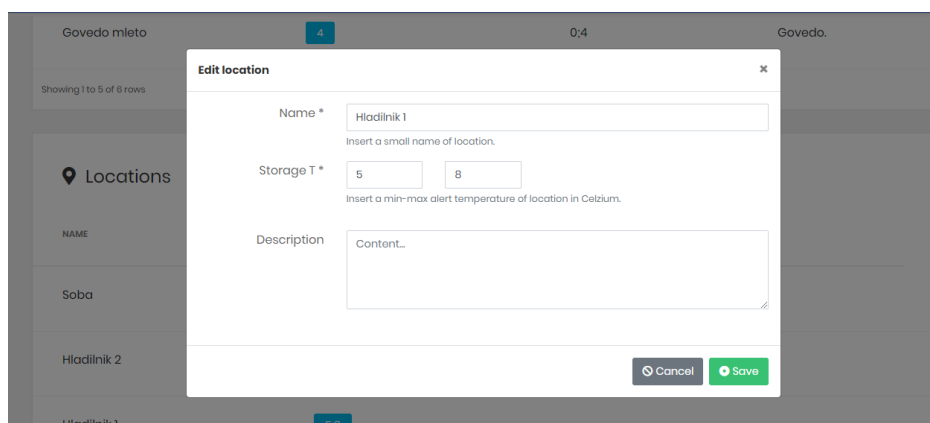 Govedo mleto 4 0;4 Govedo.
Edit location ×
Showing 1 to 5 of 6 rows
Name * Hladilnik 1
Insert a small name of location.
Locations
Storage T * 5 8
Insert a min-max alert temperature of location in Celzium.
NAME
Description Content...
Soba
Hladilnik 2
Cancel Save
Hladilnik 1